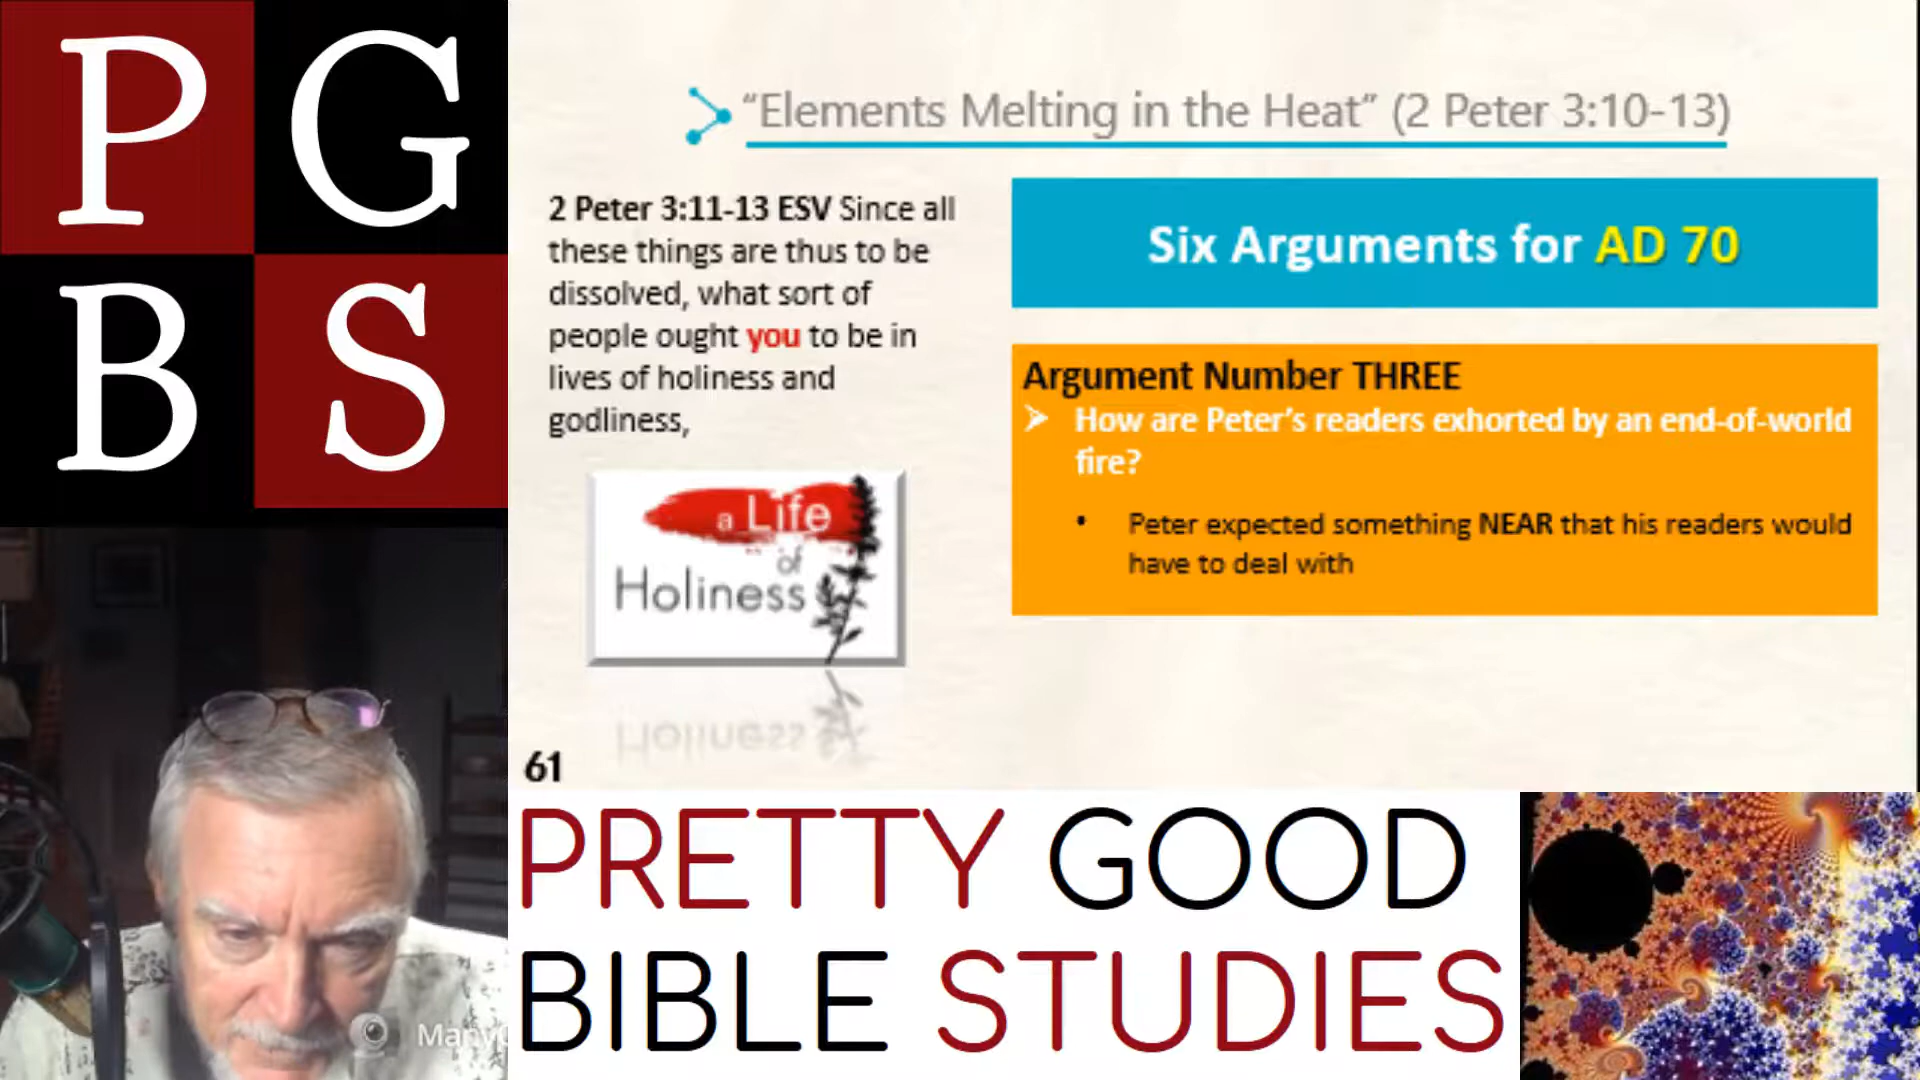 P G
B S
“Elements Melting in the Heat” (2 Peter 3:10-13)
2 Peter 3:11-13 ESV Since all
these things are thus to be
dissolved, what sort of
people ought you to be in
lives of holiness and
godliness,
a Life
of
Holiness
Holiness
61
Six Arguments for AD 70
Argument Number THREE
How are Peter’s readers exhorted by an end-of-world
fire?
Peter expected something NEAR that his readers would
have to deal with
PRETTY GOOD
BIBLE STUDIES